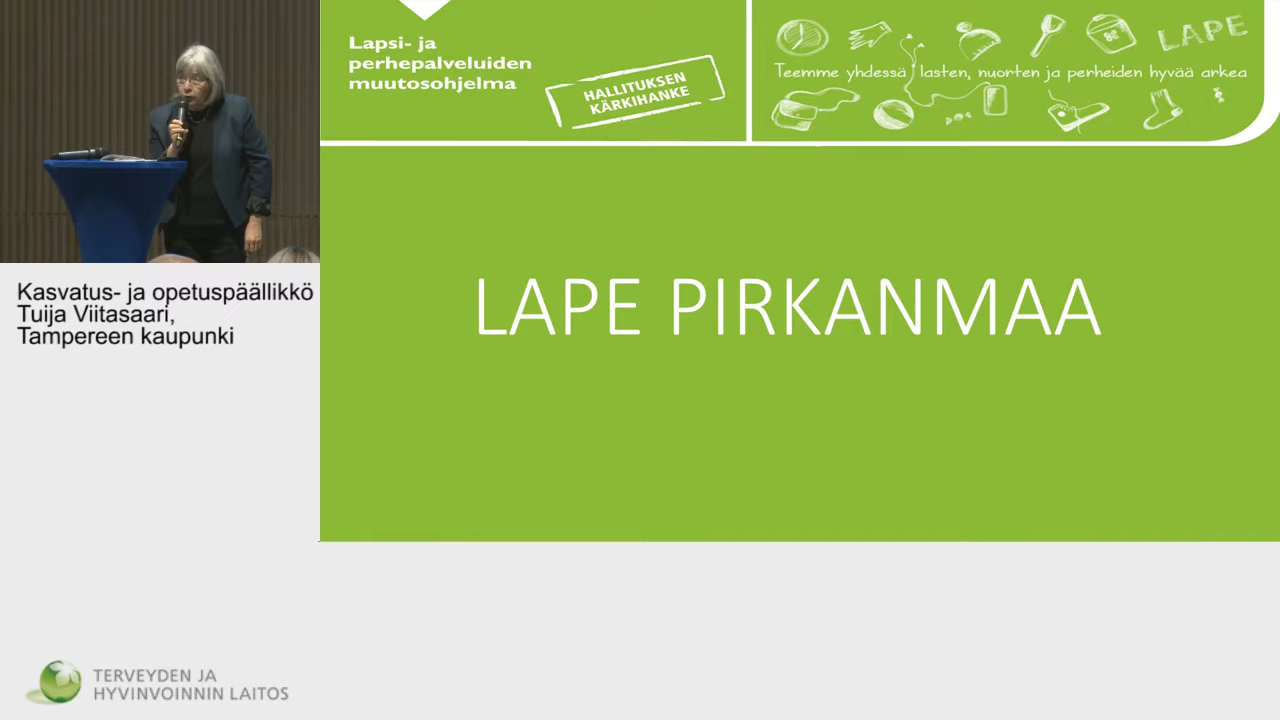 Lapsi- ja
perhepalveluiden
muutosohjelma
HALLITUKSEN
KÄRKIHANKE
LAPE
Teemme yhdessä lasten, nuorten ja perheiden hyvää arkea
LAPE PIRKANMAA
Kasvatus- ja opetuspäällikkö
Tuija Viitasaari,
Tampereen kaupunki
TERVEYDEN JA
HYVINVOINNIN LAITOS